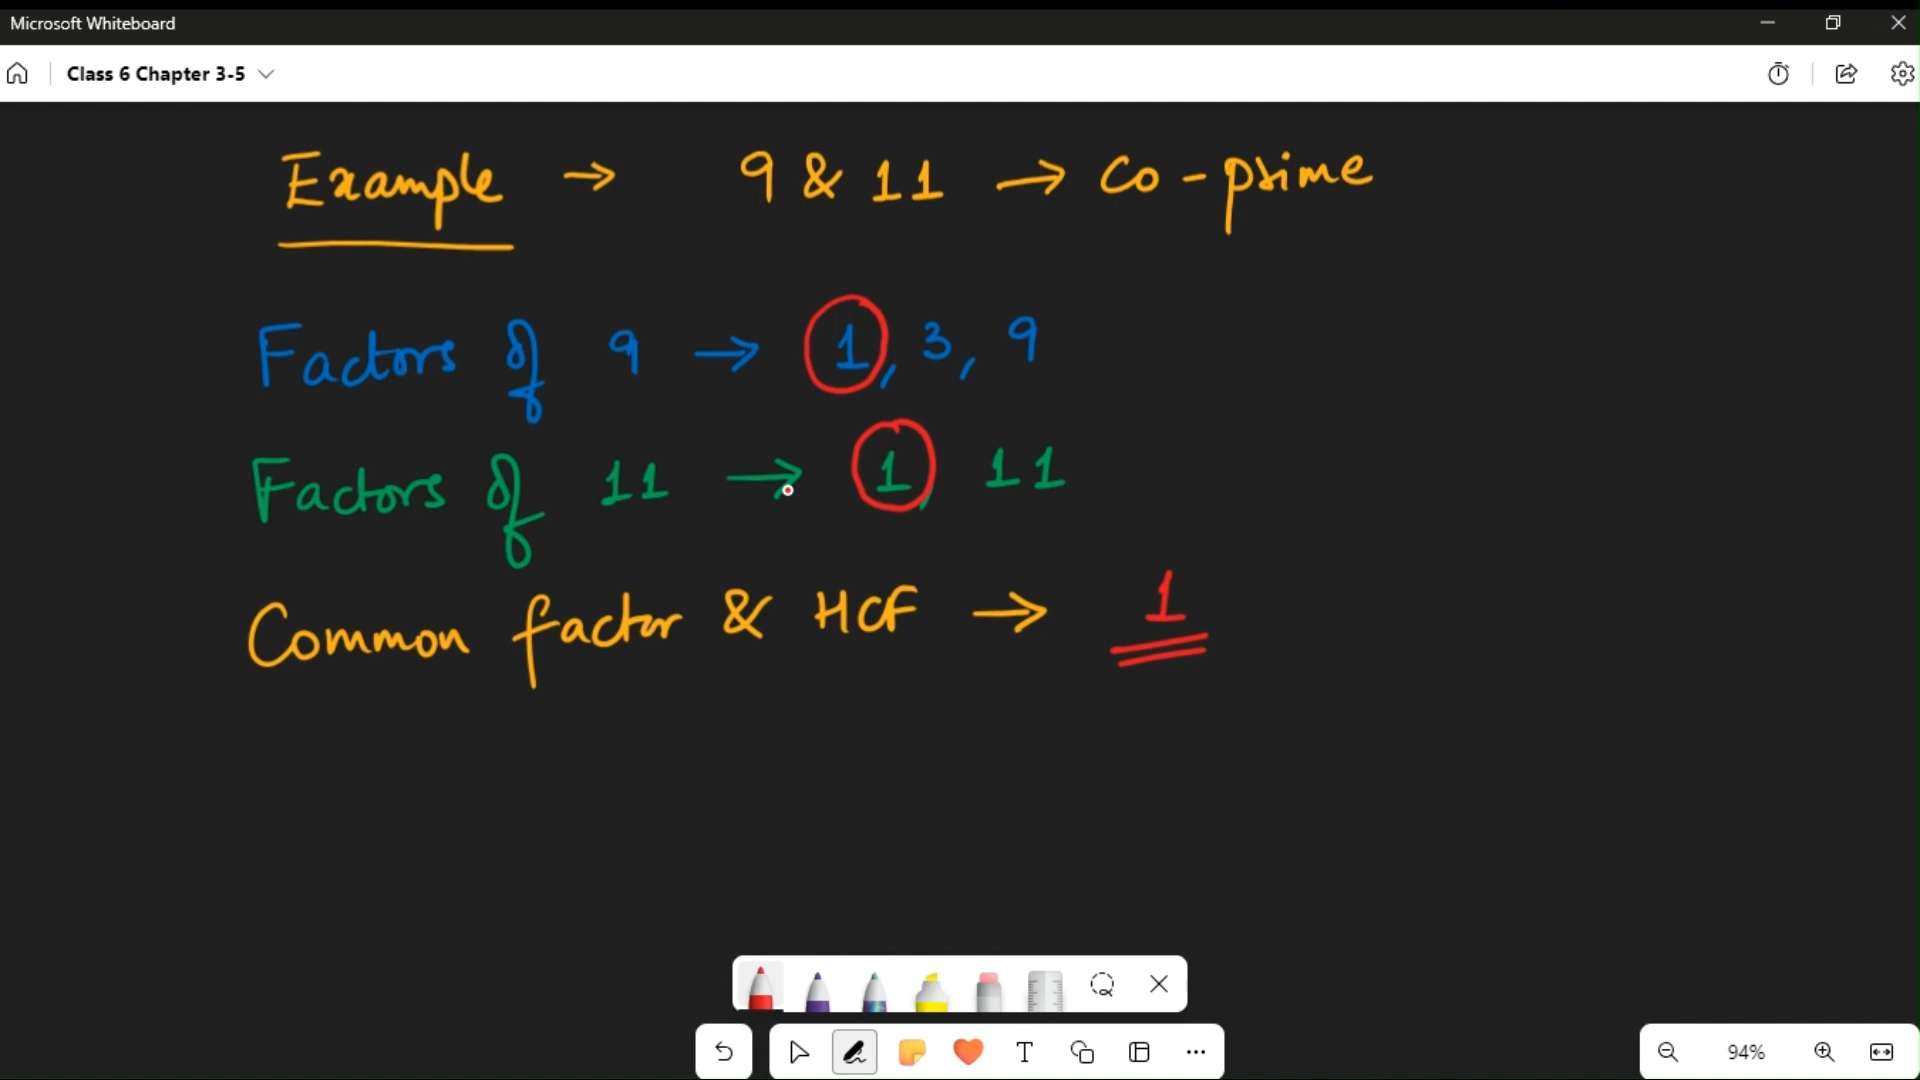 Microsoft Whiteboard
Class 6 Chapter 3-5
Example → 9 & 11 → Co-prime
Factors of 9 → 1, 3, 9
Factors of 11 → 1, 11
Common factor & HCF → 1
T
94%